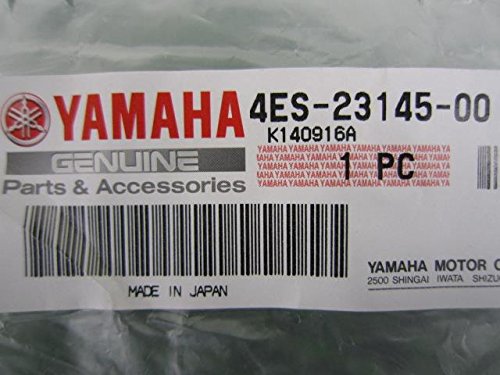 YAMAHA 4ES-23145-00
K140916A
GENUINE
Parts & Accessories
YAMAHA YAMAHA YAMAHA YAMAHA YAMAHA YAMAHA
1 PC
MADE IN JAPAN
YAMAHA MOTOR C
2500 SHINGAI IWATA SHIZU